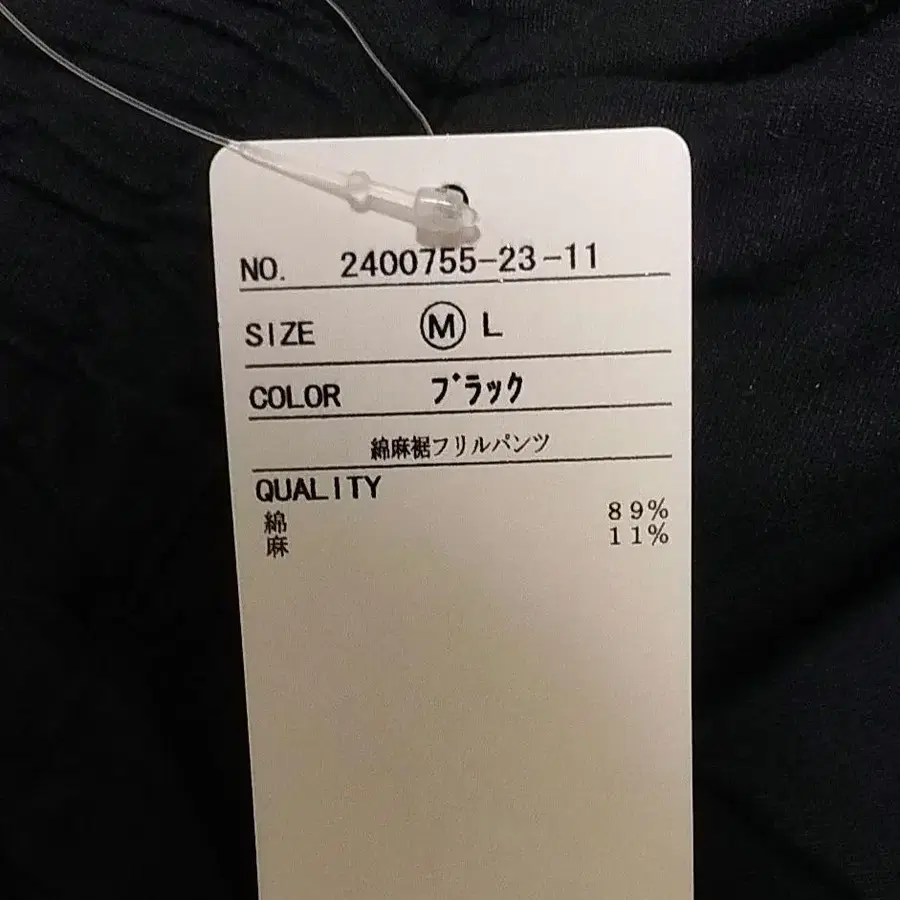 NO. 2400755-23-11
SIZE Ⓜ L
COLOR ブラック
綿麻裾フリルパンツ
QUALITY
綿 89%
麻 11%